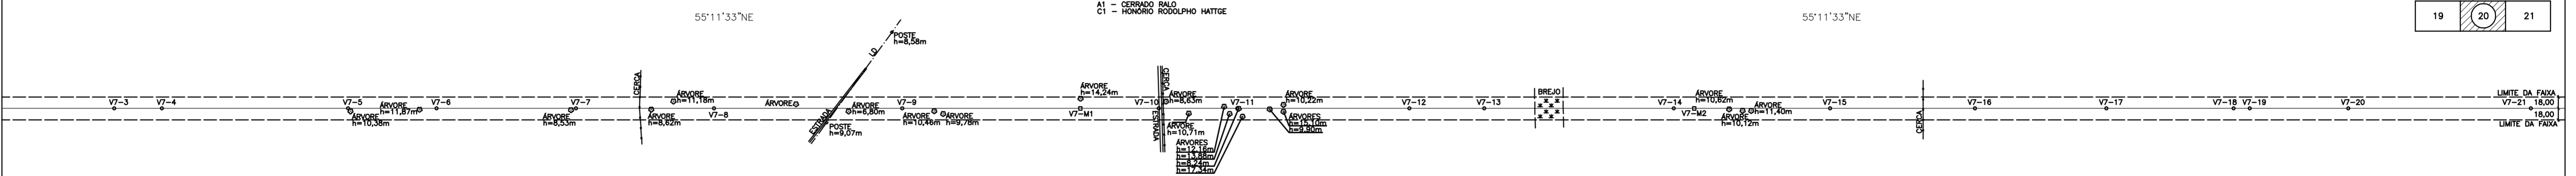 A1 - CERRADO RALO
C1 - HONÓRIO RODOLPHO HATTGE
55°11'33"NE
55°11'33"NE
19
20
21
POSTE
h=8,58m
LD
CERCA
ÁRVORE
h=11,18m
ÁRVORE
h=14,24m
CERCA
ÁRVORE
h=8,63m
ÁRVORE
h=10,22m
BREJO
ÁRVORE
h=10,62m
LIMITE DA FAIXA
V7-3
V7-4
V7-5
ÁRVORE
h=11,87m
V7-6
V7-7
ÁRVORE
ÁRVORE
h=6,80m
V7-9
V7-10
V7-11
V7-12
V7-13
V7-14
ÁRVORE
h=11,40m
V7-15
V7-16
V7-17
V7-18
V7-19
V7-20
V7-21
18,00
ÁRVORE
h=10,38m
ÁRVORE
h=8,53m
ÁRVORE
h=8,62m
V7-8
ESTRADA
POSTE
h=9,07m
ÁRVORE
h=10,46m
ÁRVORE
h=9,78m
V7-M1
ESTRADA
ÁRVORE
h=10,71m
ÁRVORES
h=15,10m
h=9,90m
V7-M2
ÁRVORE
h=10,12m
CERCA
18,00
LIMITE DA FAIXA
ÁRVORES
h=12,16m
h=13,88m
h=8,24m
h=17,34m